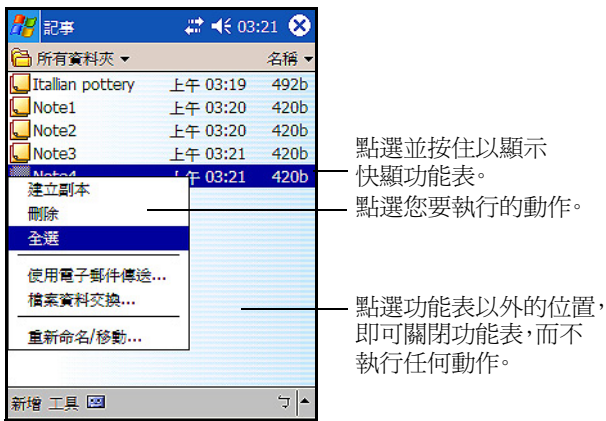 記事 03:21
所有資料夾 名稱
Italian pottery 上午 03:19 492b
Note1 上午 03:20 420b
Note2 上午 03:20 420b
Note3 上午 03:21 420b
Note4 上午 03:21 420b
建立副本
刪除
全選
使用電子郵件傳送...
檔案資料交換...
重新命名/移動...
新增 工具 ㄅ
點選並按住以顯示
快顯功能表。
點選您要執行的動作。
點選功能表以外的位置，
即可關閉功能表，而不
執行任何動作。